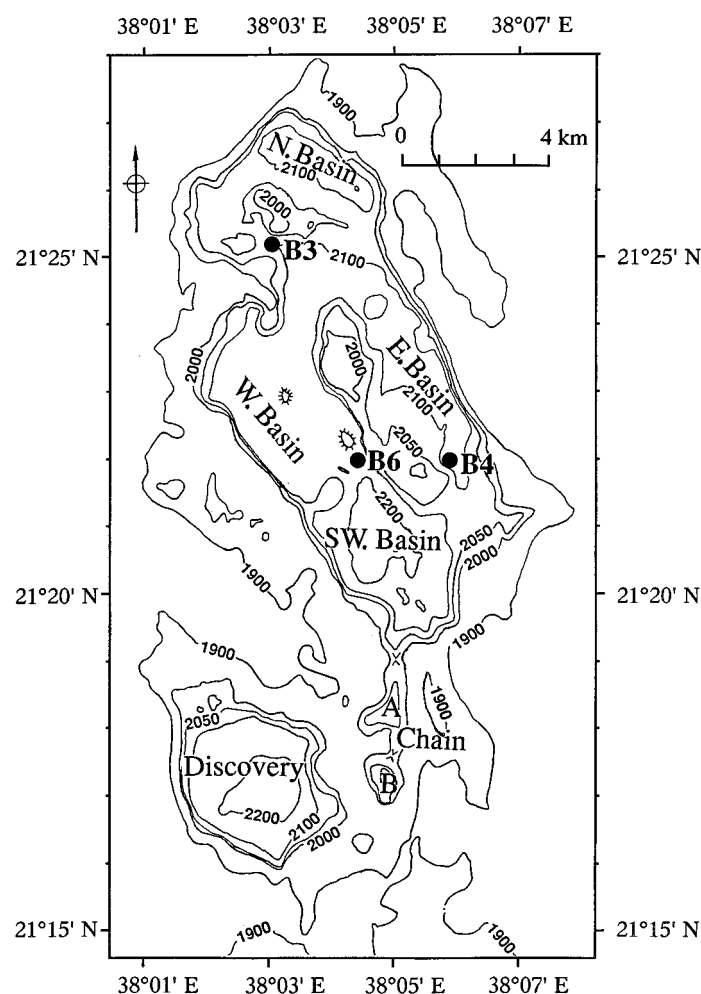 38°01' E 38°03' E 38°05' E 38°07' E
1900
0 4 km
N. Basin
2100
2000
B3
2100
21°25' N 21°25' N
2000
2000
E. Basin
2100
W. Basin
2050
B6
B4
2200
SW. Basin
2050
2000
1900
21°20' N 21°20' N
1900
1900
1900
A
2050
Chain
Discovery
B
2200
2100
2000
21°15' N 21°15' N
1900
1900
38°01' E 38°03' E 38°05' E 38°07' E